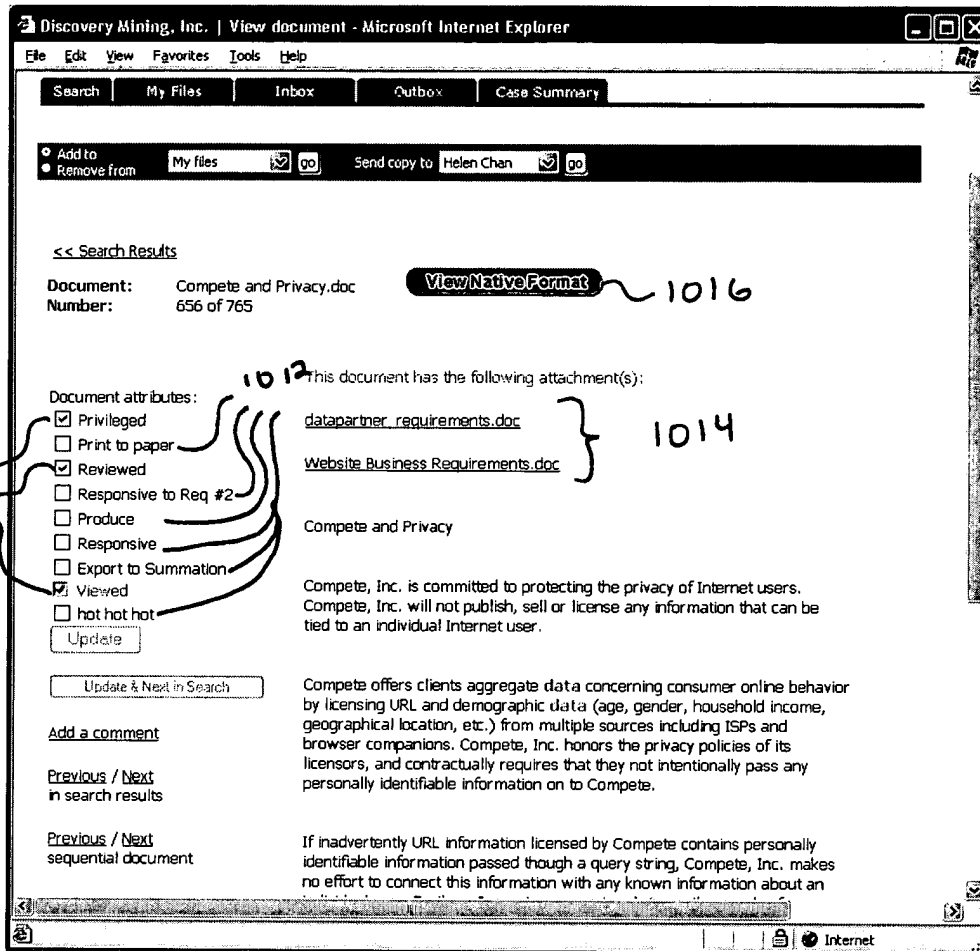 Discovery Mining, Inc. | View document - Microsoft Internet Explorer
File Edit View Favorites Tools Help
Search My Files Inbox Outbox Case Summary
Add to
Remove from
My files go Send copy to Helen Chan go
<< Search Results
Document: Compete and Privacy.doc
Number: 656 of 765
View Native Format
1016
1012
This document has the following attachment(s):
Document attributes:
Privileged
datapartner_requirements.doc
1014
Print to paper
Reviewed
Website Business Requirements.doc
Responsive to Req #2
Produce
Compete and Privacy
Responsive
Export to Summation
Viewed
hot hot hot
Update
Compete, Inc. is committed to protecting the privacy of Internet users.
Compete, Inc. will not publish, sell or license any information that can be
tied to an individual Internet user.
Update & Next in Search
Add a comment
Previous / Next
in search results
Previous / Next
sequential document
Compete offers clients aggregate data concerning consumer online behavior
by licensing URL and demographic data (age, gender, household income,
geographical location, etc.) from multiple sources including ISPs and
browser companions. Compete, Inc. honors the privacy policies of its
licensors, and contractually requires that they not intentionally pass any
personally identifiable information on to Compete.
If inadvertently URL information licensed by Compete contains personally
identifiable information passed though a query string, Compete, Inc. makes
no effort to connect this information with any known information about an
Internet